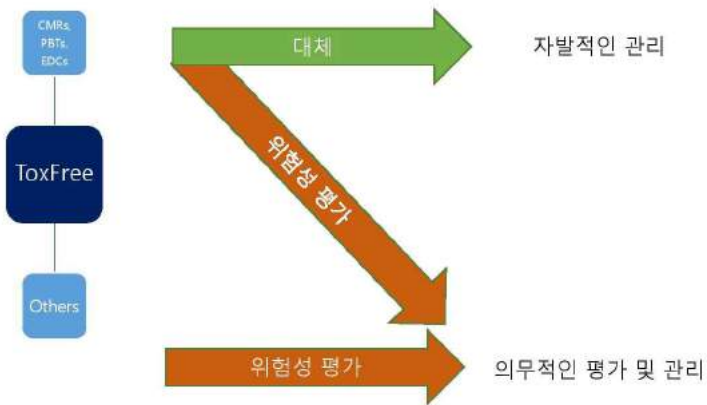 CMRs,
PBTs,
EDCs
대체
자발적인 관리
ToxFree
위험성 평가
Others
위험성 평가
의무적인 평가 및 관리